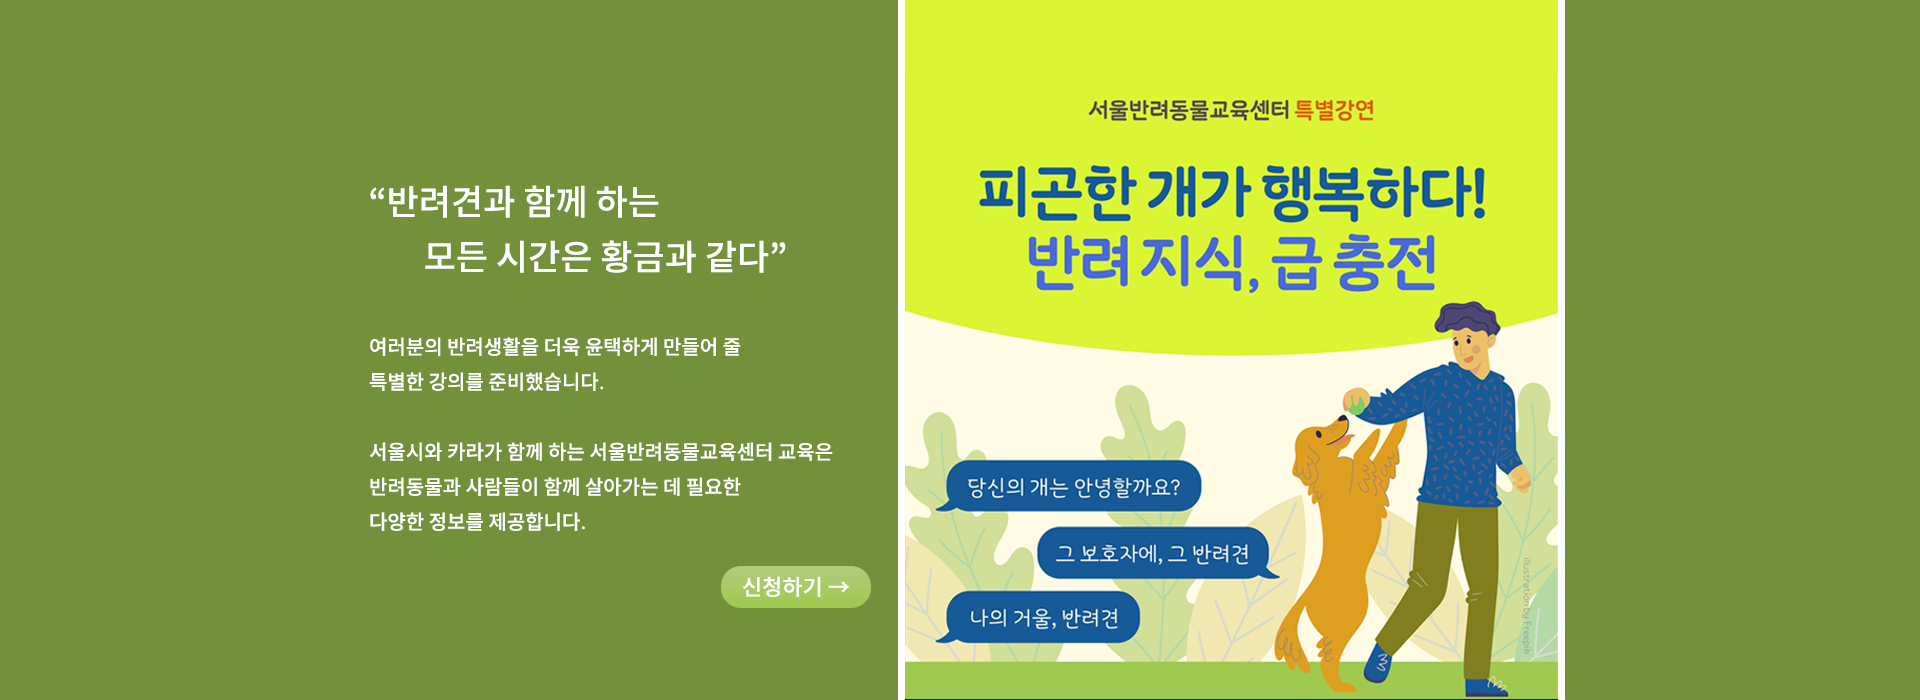 “반려견과 함께 하는
모든 시간은 황금과 같다”
여러분의 반려생활을 더욱 윤택하게 만들어 줄
특별한 강의를 준비했습니다.
서울시와 카라가 함께 하는 서울반려동물교육센터 교육은
반려동물과 사람들이 함께 살아가는 데 필요한
다양한 정보를 제공합니다.
신청하기 →
서울반려동물교육센터 특별강연
피곤한 개가 행복하다!
반려 지식, 급 충전
당신의 개는 안녕할까요?
그 보호자에, 그 반려견
나의 거울, 반려견
illustration by Freepik